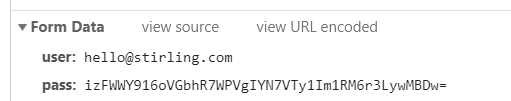 Form Data view source view URL encoded
user: hello@stirling.com
pass: izFWWY916oVGbhR7WPVgIYN7VTy1Im1RM6r3LywMBDw=